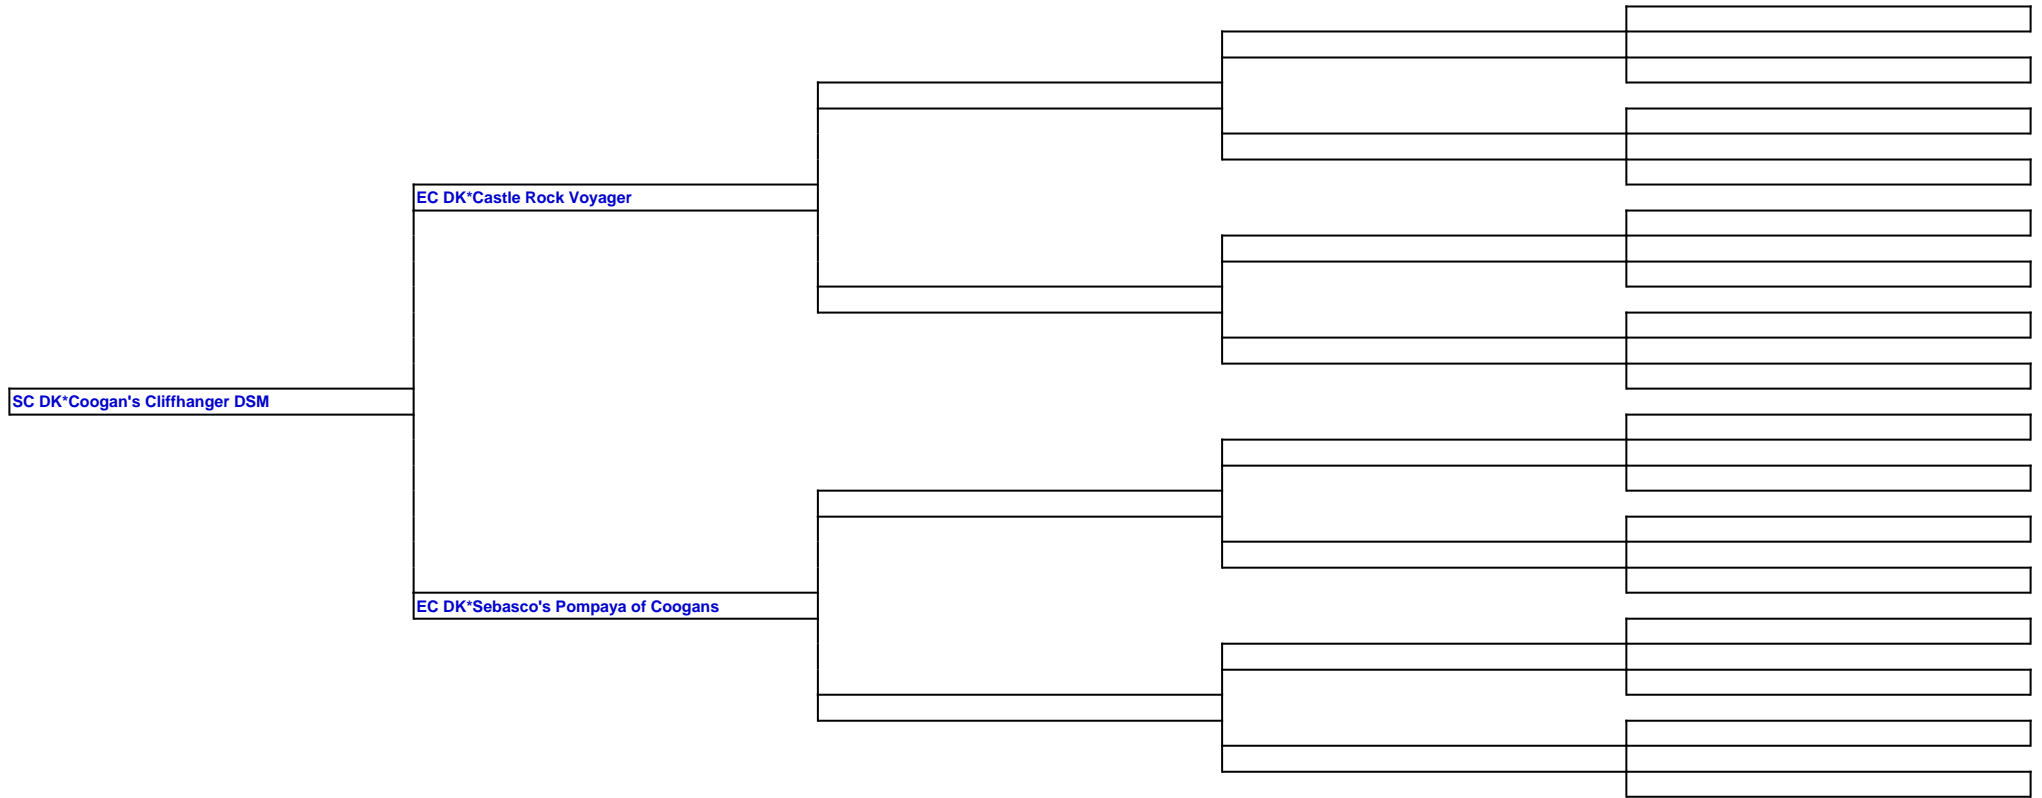 EC DK*Castle Rock Voyager
SC DK*Coogan's Cliffhanger DSM
EC DK*Sebasco's Pompaya of Coogans